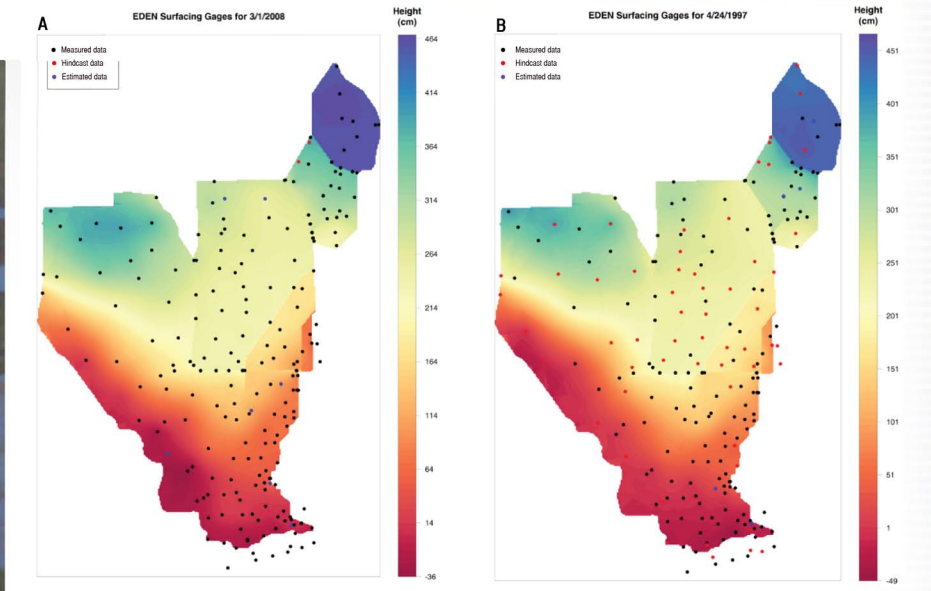 A
EDEN Surfacing Gages for 3/1/2008
Height
(cm)
Measured data
Hindcast data
Estimated data
464
414
364
314
264
214
164
114
64
14
-36
B
EDEN Surfacing Gages for 4/24/1997
Height
(cm)
Measured data
Hindcast data
Estimated data
451
401
351
301
251
201
151
101
51
1
-49